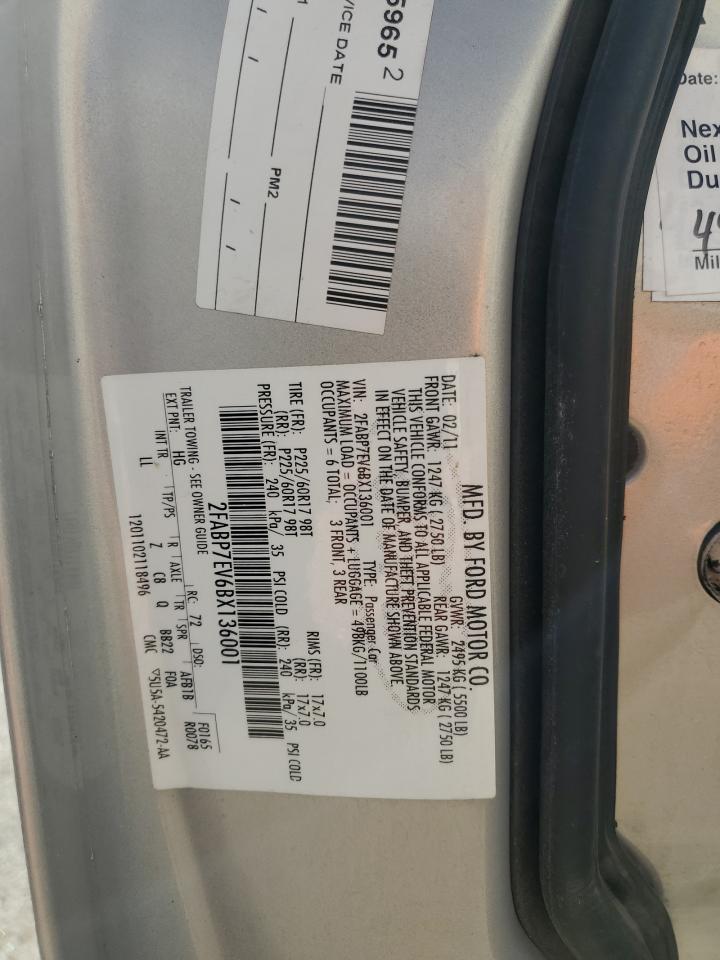 5965 2
VICE DATE
PM2
Date:
Nex
Oil
Du
Mil
MFD. BY FORD MOTOR CO.
DATE: 02/11 GVWR: 2495 KG ( 5500 LB)
FRONT GAWR: 1247 KG ( 2750 LB) REAR GAWR: 1247 KG ( 2750 LB)
THIS VEHICLE CONFORMS TO ALL APPLICABLE FEDERAL MOTOR
VEHICLE SAFETY, BUMPER, AND THEFT PREVENTION STANDARDS
IN EFFECT ON THE DATE OF MANUFACTURE SHOWN ABOVE.
VIN: 2FABP7EV6BX136001 TYPE: Passenger Car
MAXIMUM LOAD = OCCUPANTS + LUGGAGE = 498KG/1100LB
OCCUPANTS = 6 TOTAL; 3 FRONT, 3 REAR
TIRE (FR): P225/60R17 98T RIMS (FR): 17x7.0
(RR): P225/60R17 98T (RR): 17x7.0
PRESSURE (FR): 240 kPa/ 35 PSI COLD (RR): 240 kPa/ 35 PSI COLD
2FABP7EV6BX136001
TRAILER TOWING - SEE OWNER GUIDE RC: 72 DSO: F0165
EXT PNT: HG AFB1B R0078
INT TR TP/PS R AXLE TR SPR
LL Z C8 Q BB22 FOA
12011021118496 CMC ▽5U5A-5420472-AA